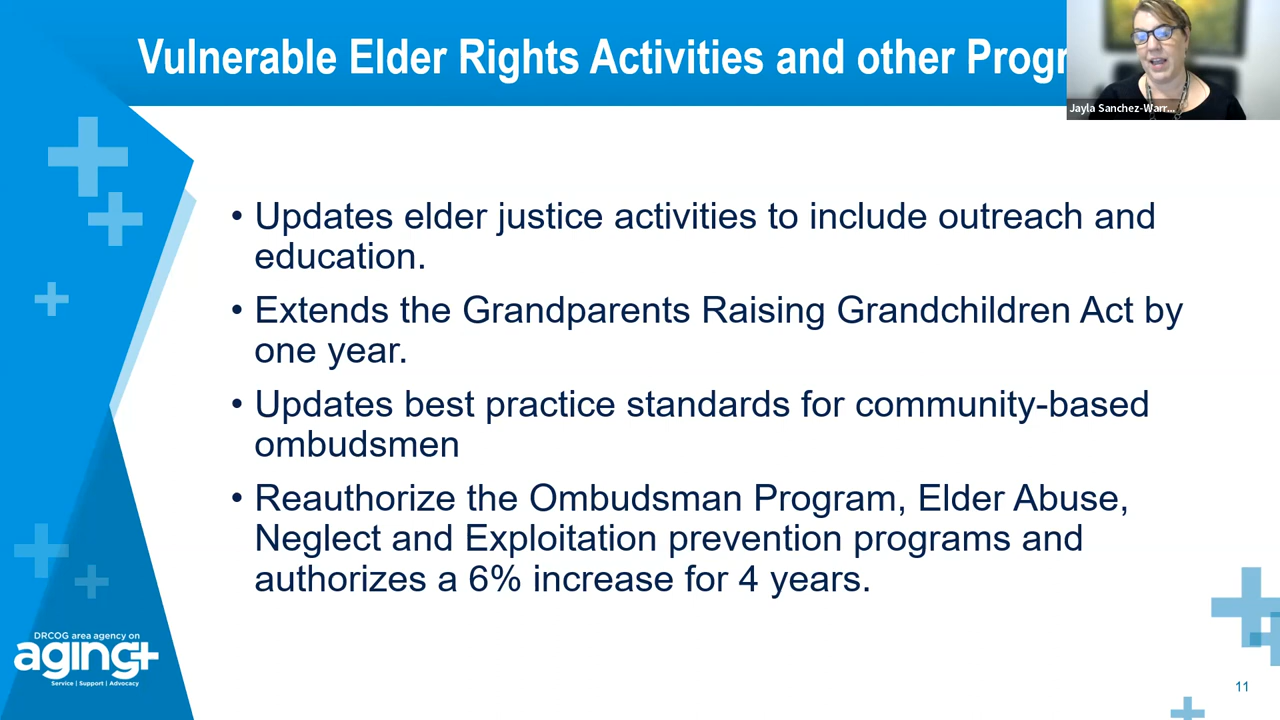 Vulnerable Elder Rights Activities and other Progr
Jayla Sanchez-Warr...
• Updates elder justice activities to include outreach and
education.
• Extends the Grandparents Raising Grandchildren Act by
one year.
• Updates best practice standards for community-based
ombudsmen
• Reauthorize the Ombudsman Program, Elder Abuse,
Neglect and Exploitation prevention programs and
authorizes a 6% increase for 4 years.
DRCOG area agency on
aging+
Service | Support | Advocacy
11